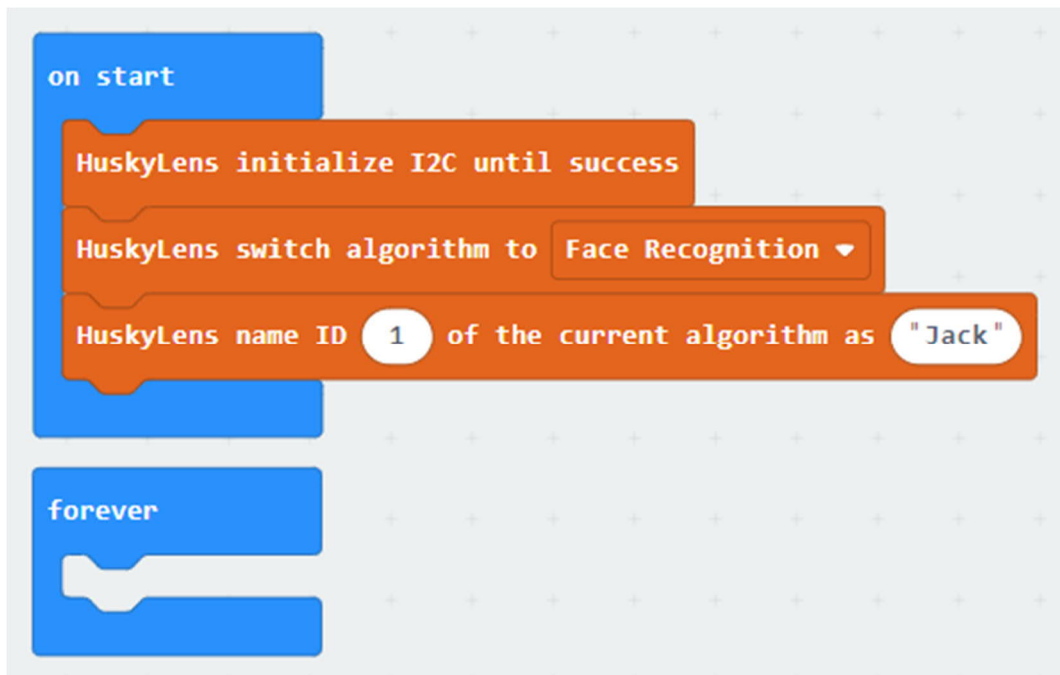 on start
HuskyLens initialize I2C until success
HuskyLens switch algorithm to Face Recognition
HuskyLens name ID 1 of the current algorithm as "Jack"
forever